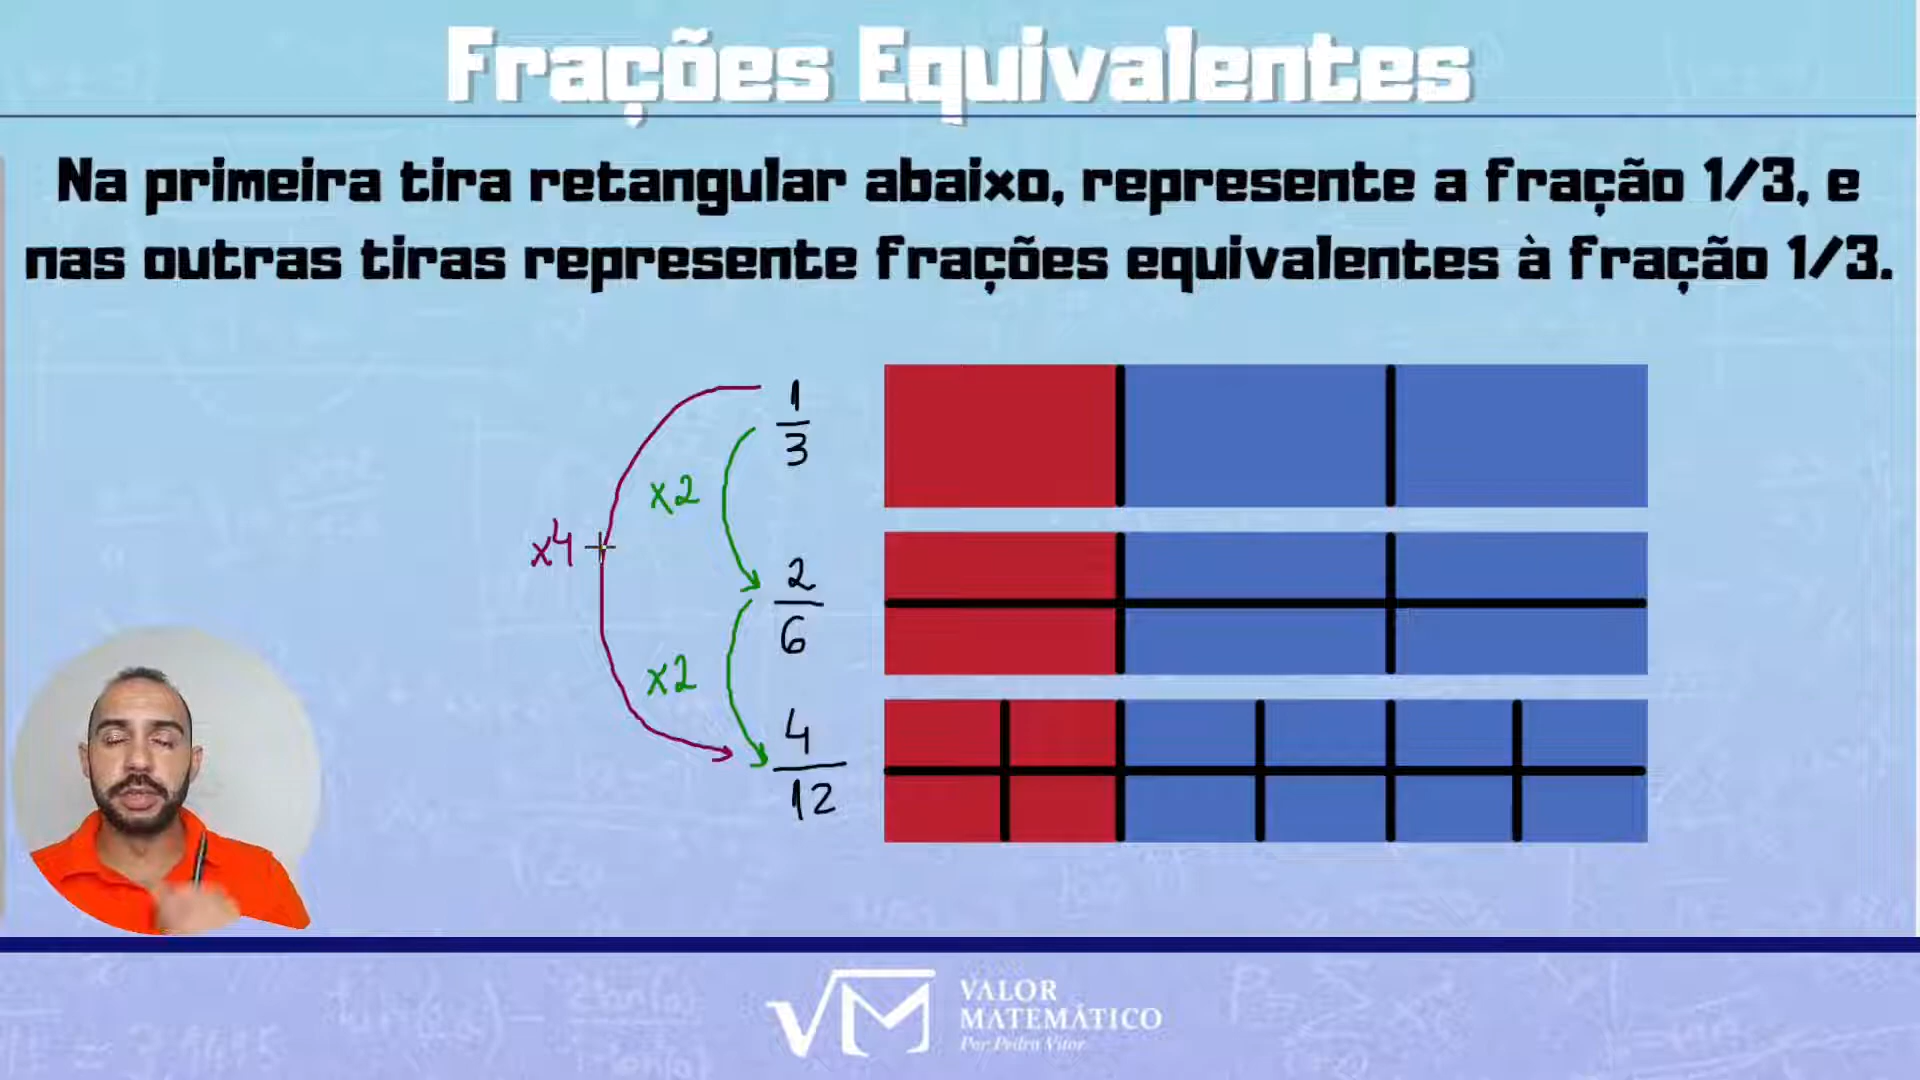 Frações Equivalentes
Na primeira tira retangular abaixo, represente a fração 1/3, e
nas outras tiras represente frações equivalentes à fração 1/3.
1
3
x2
x4
2
6
x2
4
12
VM
VALOR
MATEMÁTICO
Por Pedro Vitor